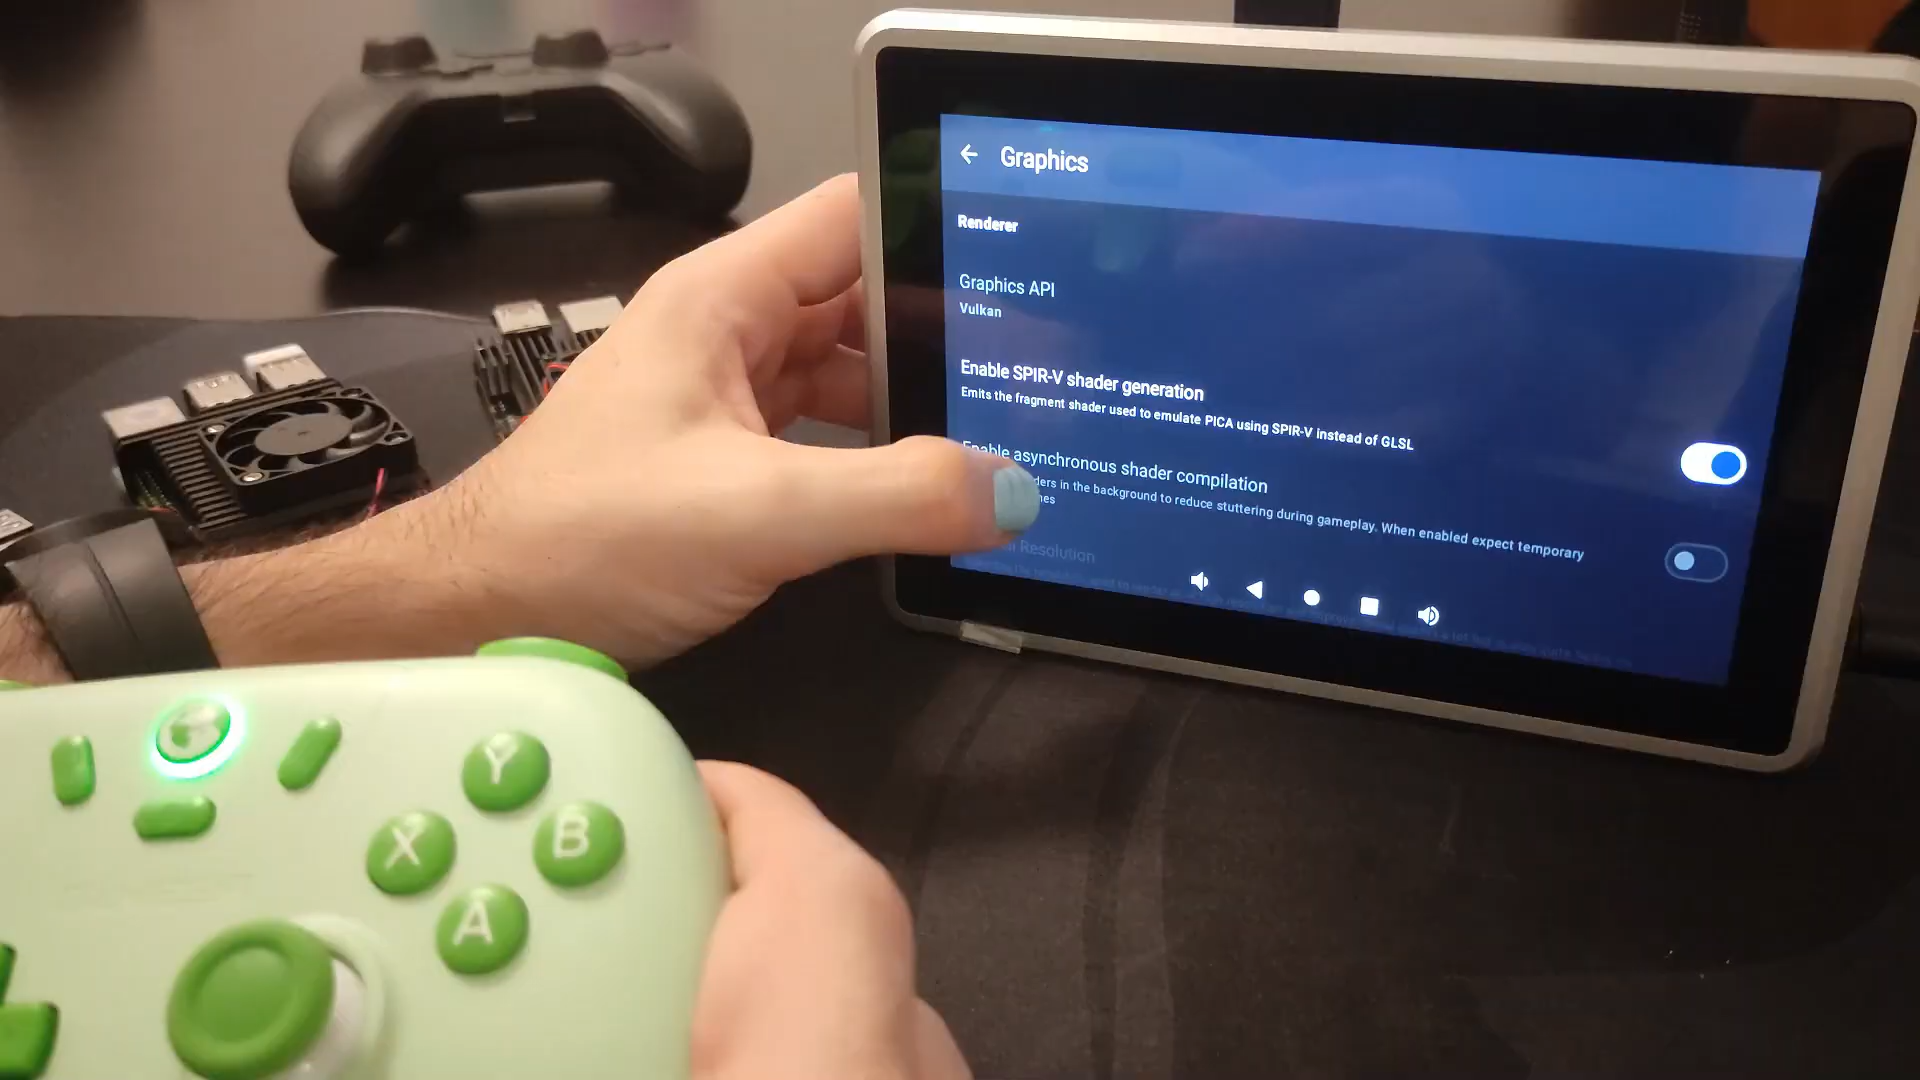 Graphics
Renderer
Graphics API
Vulkan
Enable SPIR-V shader generation
Emits the fragment shader used to emulate PICA using SPIR-V instead of GLSL
Enable asynchronous shader compilation
in the background to reduce stuttering during gameplay. When enabled expect temporary
Resolution
Y
X
B
A